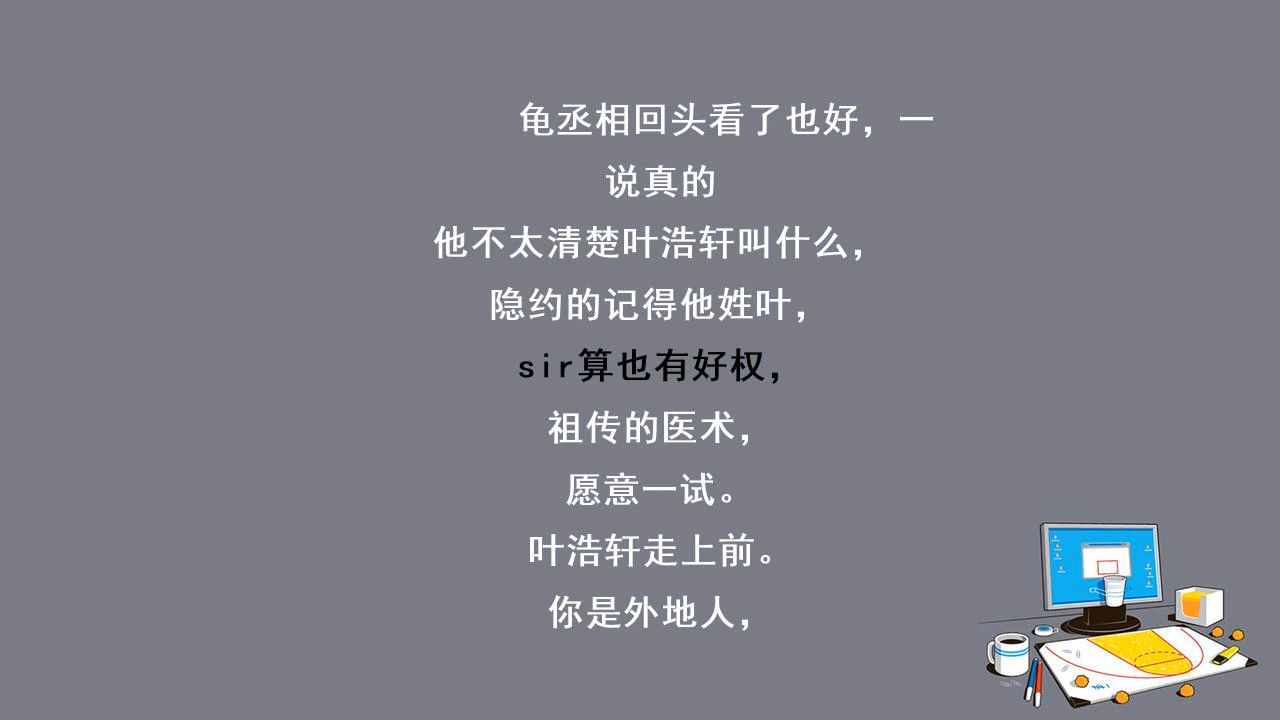 龟丞相回头看了也好，一
说真的
他不太清楚叶浩轩叫什么，
隐约的记得他姓叶，
sir算也有好权，
祖传的医术，
愿意一试。
叶浩轩走上前。
你是外地人，